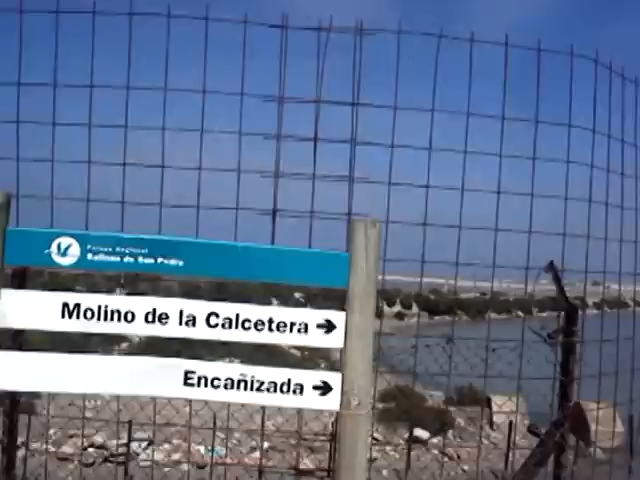 Parque Regional
Salinas de San Pedro
Molino de la Calcetera →
Encañizada →